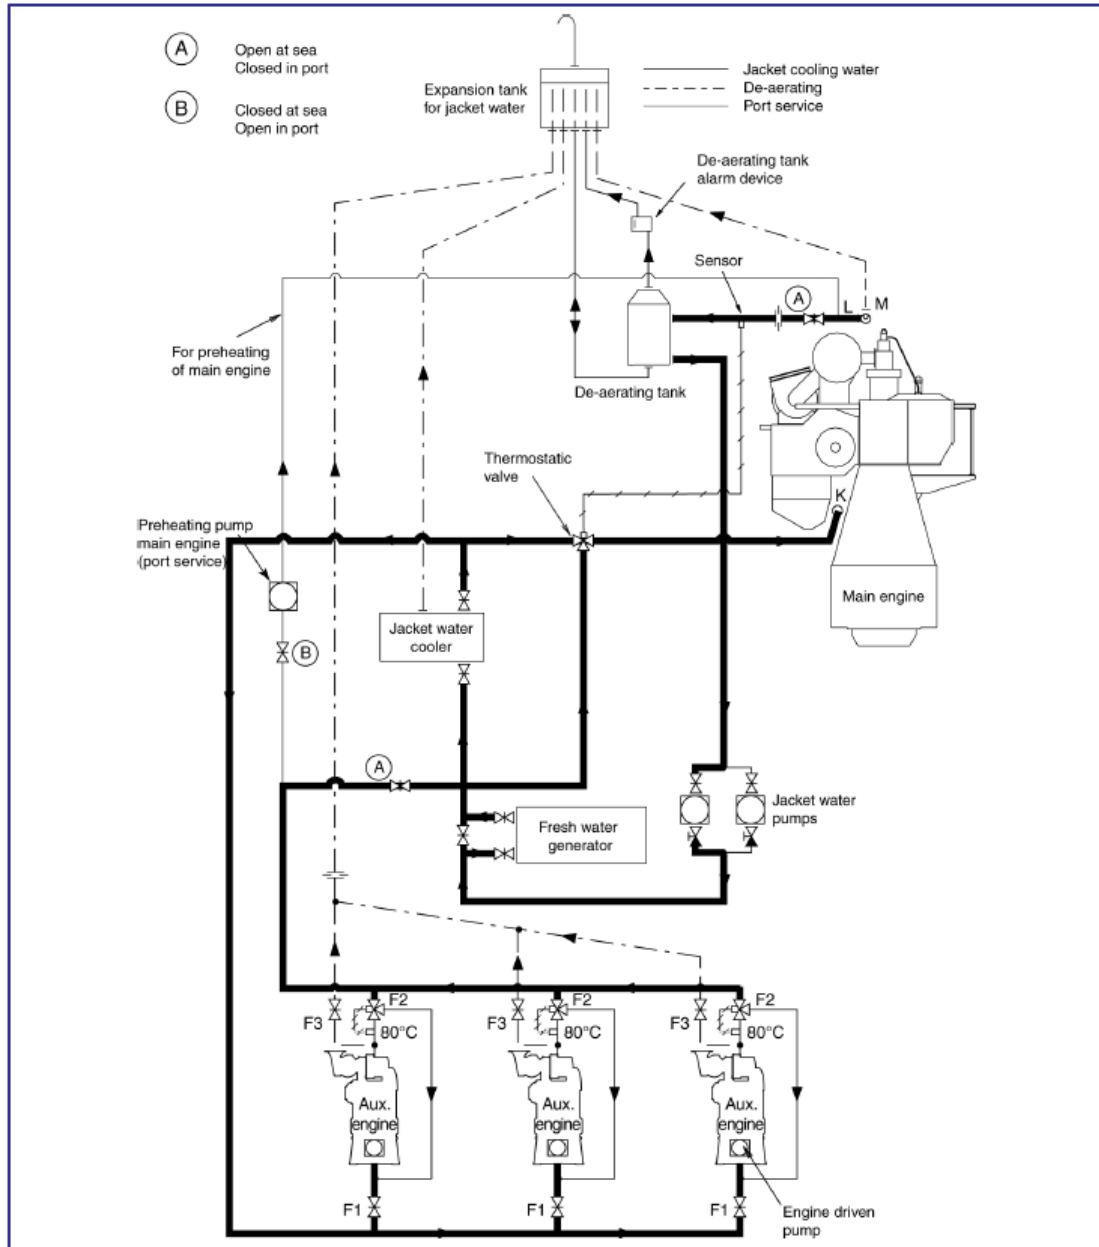 A
Open at sea
Closed in port
B
Closed at sea
Open in port
Expansion tank
for jacket water
Jacket cooling water
De-aerating
Port service
De-aerating tank
alarm device
Sensor
A
L
M
For preheating
of main engine
De-aerating tank
Thermostatic
valve
K
Preheating pump
main engine
(port service)
Main engine
Jacket water
cooler
B
A
Jacket water
pumps
Fresh water
generator
F2
F2
F2
F3
F3
F3
80°C
80°C
80°C
Aux.
engine
Aux.
engine
Aux.
engine
F1
F1
F1
Engine driven
pump